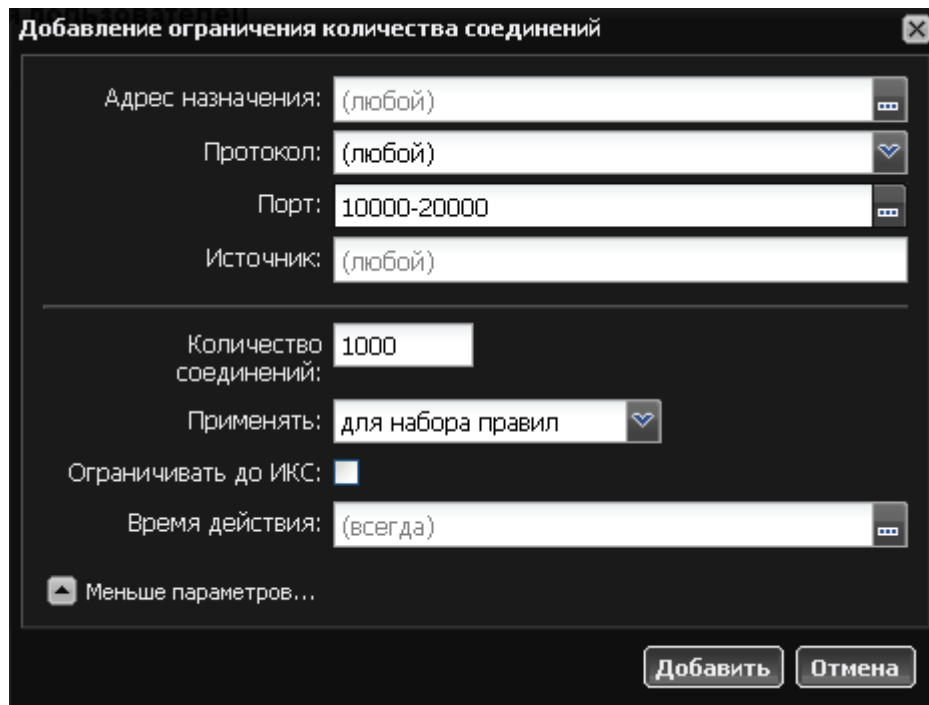 Добавление ограничения количества соединений
Адрес назначения: (любой)
Протокол: (любой)
Порт: 10000-20000
Источник: (любой)
Количество соединений: 1000
Применять: для набора правил
Ограничивать до ИКС:
Время действия: (всегда)
Меньше параметров...
Добавить Отмена